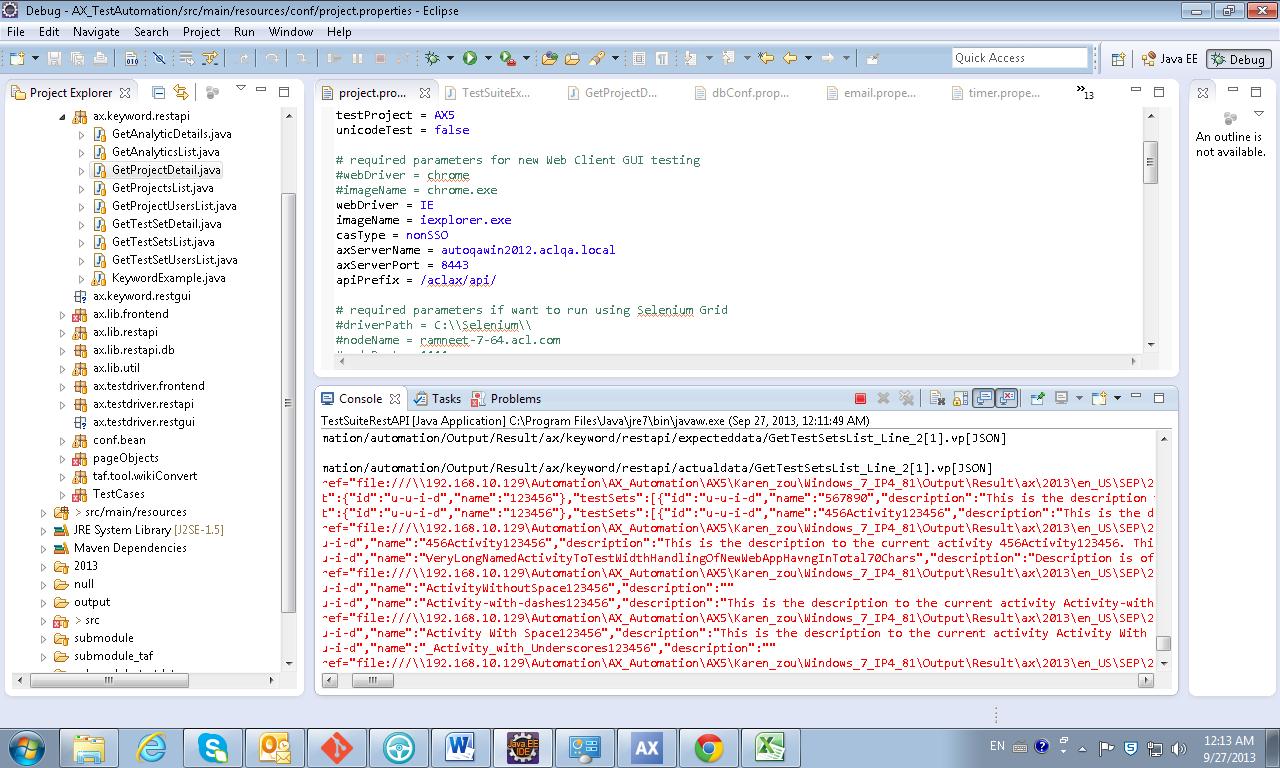 Debug - AX_TestAutomation/src/main/resources/conf/project.properties - Eclipse
File Edit Navigate Search Project Run Window Help
Quick Access
Java EE
Debug
Project Explorer
ax.keyword.restapi
GetAnalyticDetails.java
GetAnalyticsList.java
GetProjectDetail.java
GetProjectsList.java
GetProjectUsersList.java
GetTestSetDetail.java
GetTestSetsList.java
GetTestSetUsersList.java
KeywordExample.java
ax.keyword.restgui
ax.lib.frontend
ax.lib.restapi
ax.lib.restapi.db
ax.lib.util
ax.testdriver.frontend
ax.testdriver.restapi
ax.testdriver.restgui
conf.bean
pageObjects
taf.tool.wikiConvert
TestCases
> src/main/resources
JRE System Library [J2SE-1.5]
Maven Dependencies
2013
null
output
> src
submodule
submodule_taf
project.pro...
TestSuiteEx...
GetProjectD...
dbConf.prop...
email.prope...
timer.prope...
»13
testProject = AX5
unicodeTest = false
# required parameters for new Web Client GUI testing
#webDriver = chrome
#imageName = chrome.exe
webDriver = IE
imageName = iexplorer.exe
casType = nonSSO
axServerName = autoqawin2012.aclqa.local
axServerPort = 8443
apiPrefix = /aclax/api/
# required parameters if want to run using Selenium Grid
#driverPath = C:\\Selenium\\
#nodeName = ramneet-7-64.acl.com
An outline is
not available.
Console
Tasks
Problems
TestSuiteRestAPI [Java Application] C:\Program Files\Java\jre7\bin\javaw.exe (Sep 27, 2013, 12:11:49 AM)
mation/automation/Output/Result/ax/keyword/restapi/expecteddata/GetTestSetsList_Line_2[1].vp[JSON]
mation/automation/Output/Result/ax/keyword/restapi/actualdata/GetTestSetsList_Line_2[1].vp[JSON]
ref="file:///\\192.168.10.129\Automation\AX_Automation\AX5\Karen_zou\Windows_7_IP4_81\Output\Result\ax\2013\en_US\SEP\2
t":{"id":"u-u-i-d","name":"123456"},"testSets":[{"id":"u-u-i-d","name":"567890","description":"This is the description
t":{"id":"u-u-i-d","name":"123456"},"testSets":[{"id":"u-u-i-d","name":"456Activity123456","description":"This is the d
ref="file:///\\192.168.10.129\Automation\AX_Automation\AX5\Karen_zou\Windows_7_IP4_81\Output\Result\ax\2013\en_US\SEP\2
u-i-d","name":"456Activity123456","description":"This is the description to the current activity 456Activity123456. Thi
u-i-d","name":"VeryLongNamedActivityToTestWidthHandlingOfNewWebAppHavngInTotal70Chars","description":"Description is of
ref="file:///\\192.168.10.129\Automation\AX_Automation\AX5\Karen_zou\Windows_7_IP4_81\Output\Result\ax\2013\en_US\SEP\2
u-i-d","name":"ActivityWithoutSpace123456","description":""
u-i-d","name":"Activity-with-dashes123456","description":"This is the description to the current activity Activity-with
ref="file:///\\192.168.10.129\Automation\AX_Automation\AX5\Karen_zou\Windows_7_IP4_81\Output\Result\ax\2013\en_US\SEP\2
u-i-d","name":"Activity With Space123456","description":"This is the description to the current activity Activity With
u-i-d","name":"_Activity_with_Underscores123456","description":""
ref="file:///\\192.168.10.129\Automation\AX_Automation\AX5\Karen_zou\Windows_7_IP4_81\Output\Result\ax\2013\en_US\SEP\2
Java EE
IDE
AX
EN
12:13 AM
9/27/2013